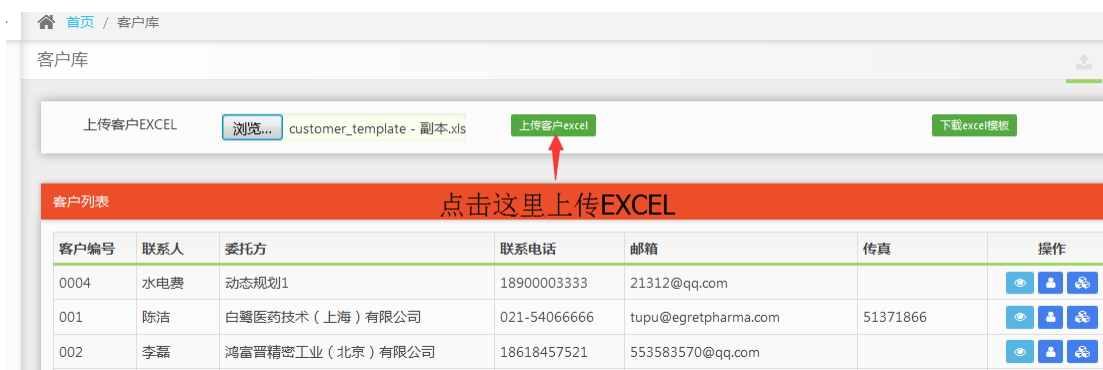 首页 / 客户库
客户库
上传客户EXCEL 浏览... customer_template - 副本.xls 上传客户excel 下载excel模板
客户列表 点击这里上传EXCEL
客户编号 联系人 委托方 联系电话 邮箱 传真 操作
0004 水电费 动态规划1 18900003333 21312@qq.com
001 陈洁 白鹭医药技术（上海）有限公司 021-54066666 tupu@egretpharma.com 51371866
002 李磊 鸿富晋精密工业（北京）有限公司 18618457521 553583570@qq.com